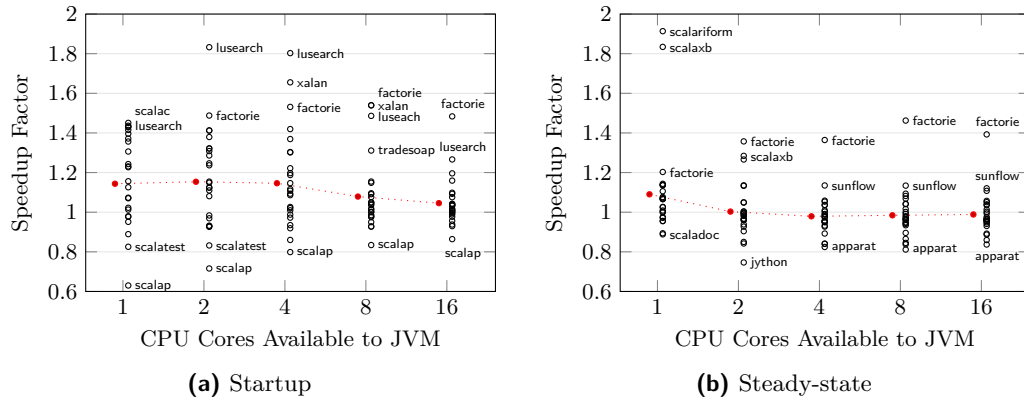 2
1.8
1.6
1.4
1.2
1
0.8
0.6
Speedup Factor
lusearch
lusearch
xalan
factorie
scalac
lusearch
factorie
factorie
xalan
luseach
factorie
tradesoap
lusearch
scalatest
scalatest
scalap
scalap
scalap
scalap
scalap
1 2 4 8 16
CPU Cores Available to JVM
(a) Startup
2
1.8
1.6
1.4
1.2
1
0.8
0.6
Speedup Factor
scalariform
scalaxb
factorie
factorie
scalaxb
factorie
factorie
factorie
sunflow
sunflow
sunflow
scaladoc
jython
apparat
apparat
apparat
1 2 4 8 16
CPU Cores Available to JVM
(b) Steady-state